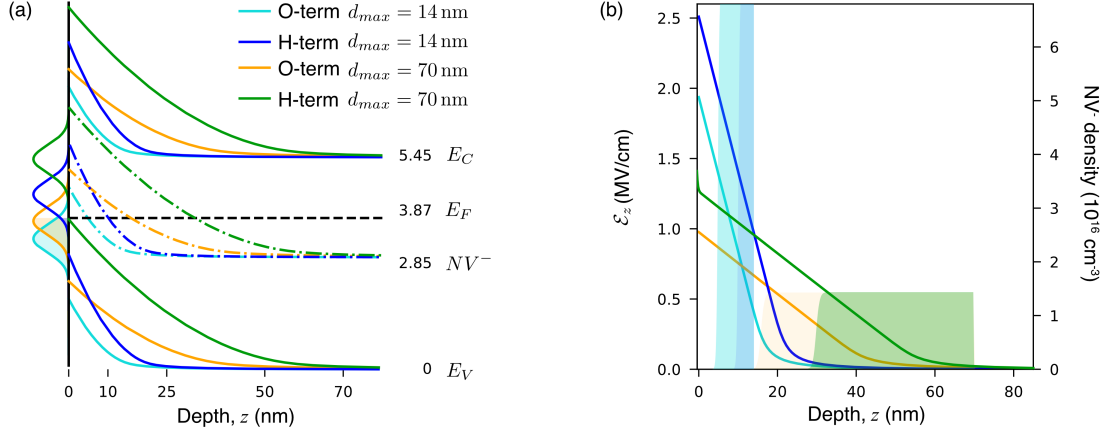 (a)
O-term d_max = 14 nm
H-term d_max = 14 nm
O-term d_max = 70 nm
H-term d_max = 70 nm
5.45 E_C
3.87 E_F
2.85 NV⁻
0 E_V
0 10 25 50 70
Depth, z (nm)
(b)
2.5
2.0
1.5
1.0
0.5
0.0
ℰ_z (MV/cm)
6
5
4
3
2
1
0
NV⁻ density (10¹⁶ cm⁻³)
0 20 40 60 80
Depth, z (nm)